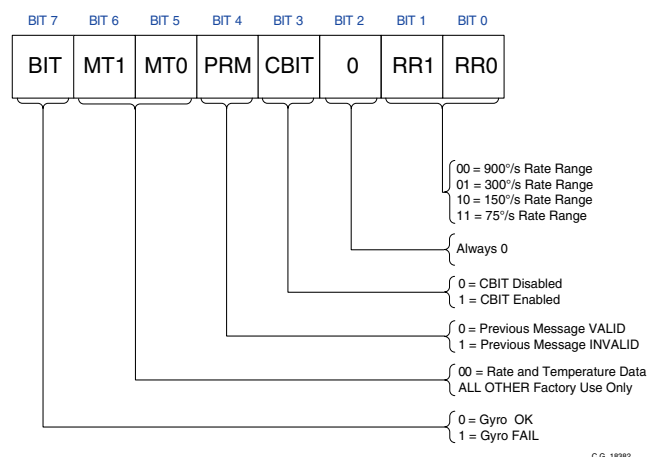 BIT 7 BIT 6 BIT 5 BIT 4 BIT 3 BIT 2 BIT 1 BIT 0
BIT MT1 MT0 PRM CBIT 0 RR1 RR0
00 = 900°/s Rate Range
01 = 300°/s Rate Range
10 = 150°/s Rate Range
11 = 75°/s Rate Range
Always 0
0 = CBIT Disabled
1 = CBIT Enabled
0 = Previous Message VALID
1 = Previous Message INVALID
00 = Rate and Temperature Data
ALL OTHER Factory Use Only
0 = Gyro OK
1 = Gyro FAIL
C.G. 18382